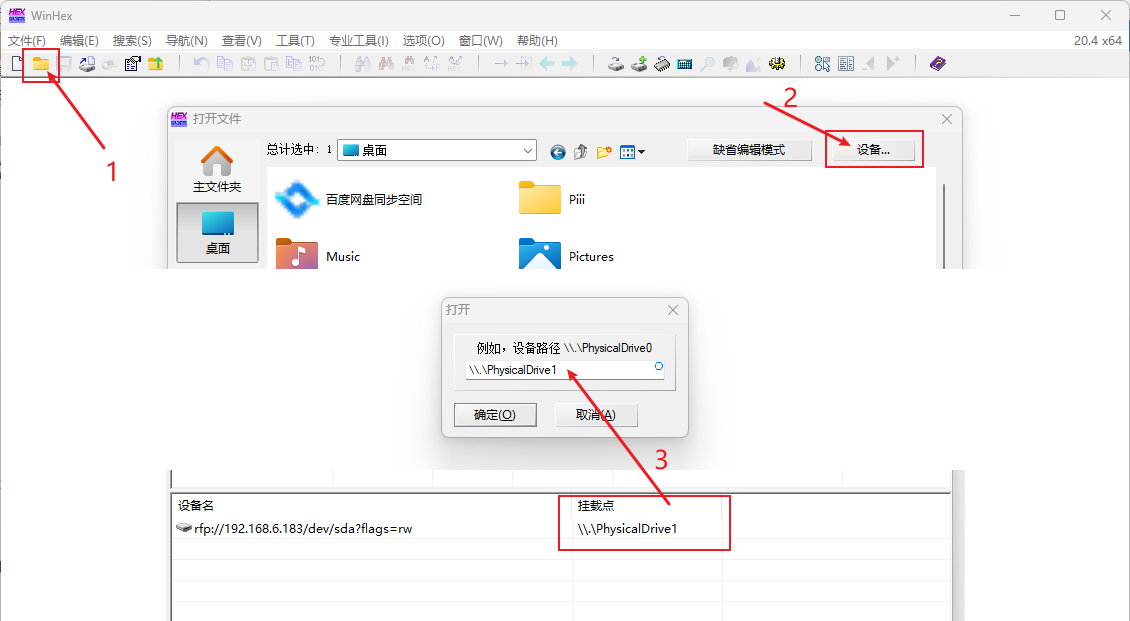 WinHex
文件(F) 编辑(E) 搜索(S) 导航(N) 查看(V) 工具(T) 专业工具(I) 选项(O) 窗口(W) 帮助(H) 20.4 x64
1
2
打开文件
总计选中: 1 桌面 缺省编辑模式 设备...
主文件夹
百度网盘同步空间 Piii
桌面
Music Pictures
打开
例如，设备路径 \\.\PhysicalDrive0
\\.\PhysicalDrive1
确定(O) 取消(A)
3
设备名 挂载点
rfp://192.168.6.183/dev/sda?flags=rw \\.\PhysicalDrive1